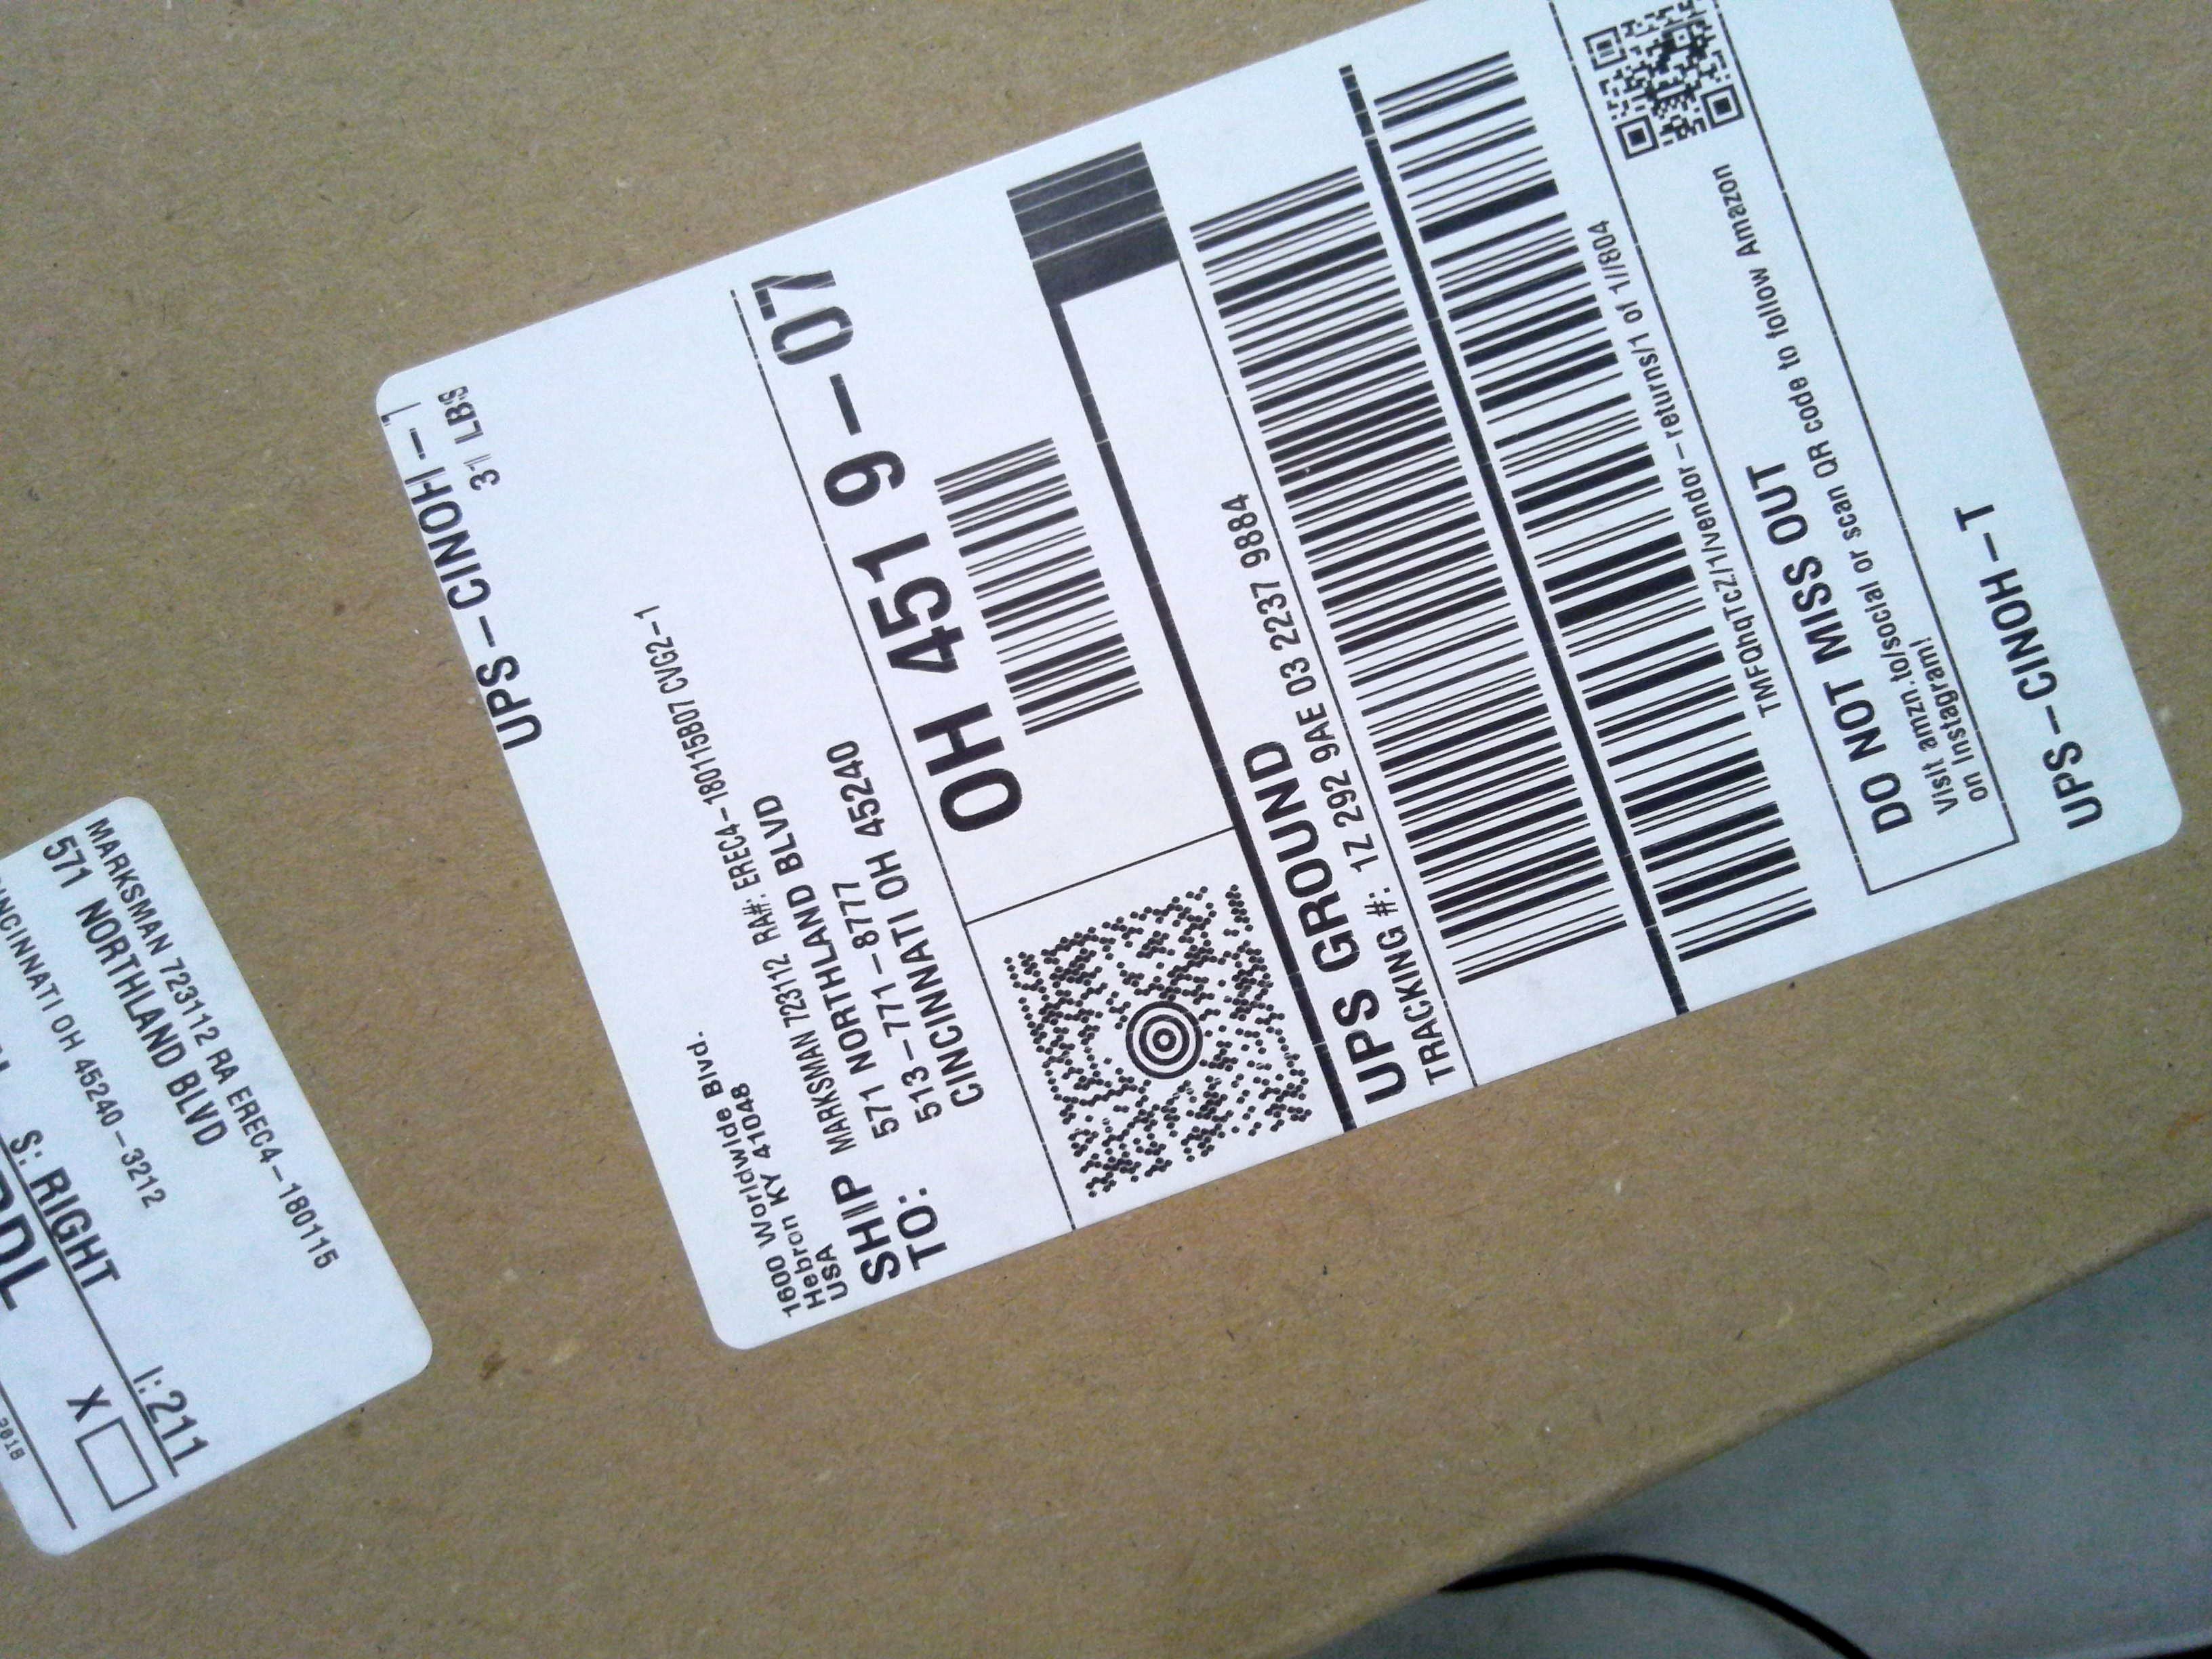 UPS-CINOH-T
31 LBS
1600 Worldwide Blvd.
Hebron KY 41048
USA
SHIP
TO:
MARKSMAN 723112 RA#: EREC4-180115B07 CVG2-1
571 NORTHLAND BLVD
513-771-8777
CINCINNATI OH 45240
OH 451 9-07
UPS GROUND
TRACKING #: 1Z 292 9AE 03 2237 9884
TMFQhqTcZ/1/vendor-returns/1 of 1//804
DO NOT MISS OUT
Visit amzn.to/social or scan QR code to follow Amazon
on Instagram!
UPS-CINOH-T
MARKSMAN 723112 RA EREC4-180115
571 NORTHLAND BLVD
CINCINNATI OH 45240-3212
S: RIGHT
I: 211
X
2018